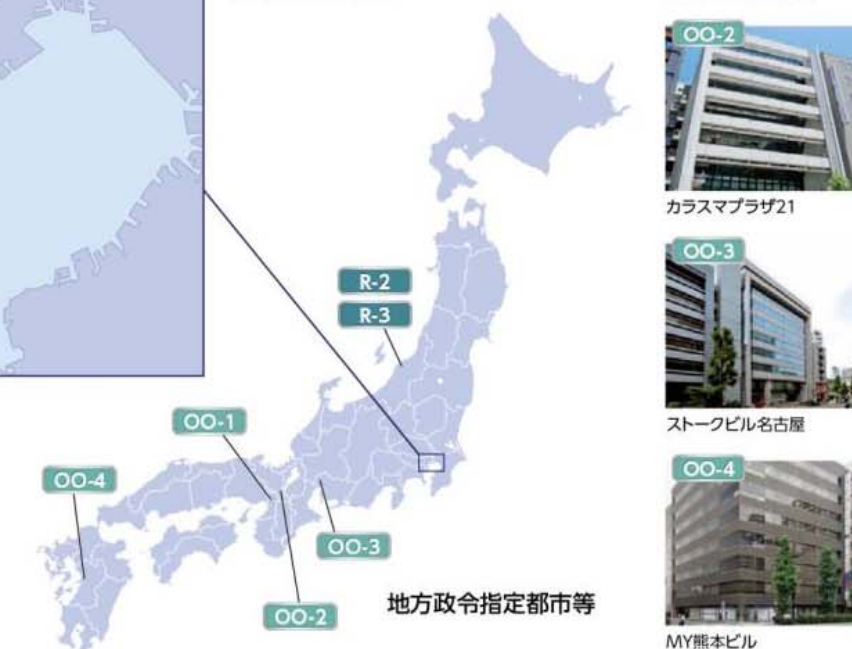 R-2
R-3
OO-1
OO-4
OO-3
OO-2
地方政令指定都市等
OO-2
カラスマプラザ21
OO-3
ストークビル名古屋
OO-4
MY熊本ビル